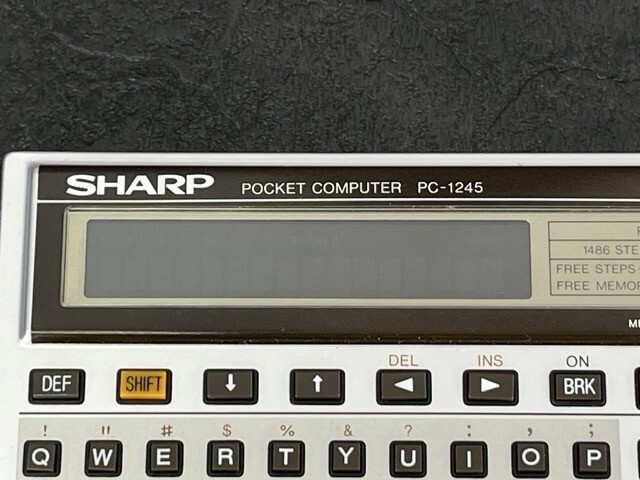 SHARP POCKET COMPUTER PC-1245
1486 STE
FREE STEPS
FREE MEMOR
DEL INS ON
DEF SHIFT ↓ ↑ ◄ ► BRK
! " # $ % & ? : , ;
Q W E R T Y U I O P